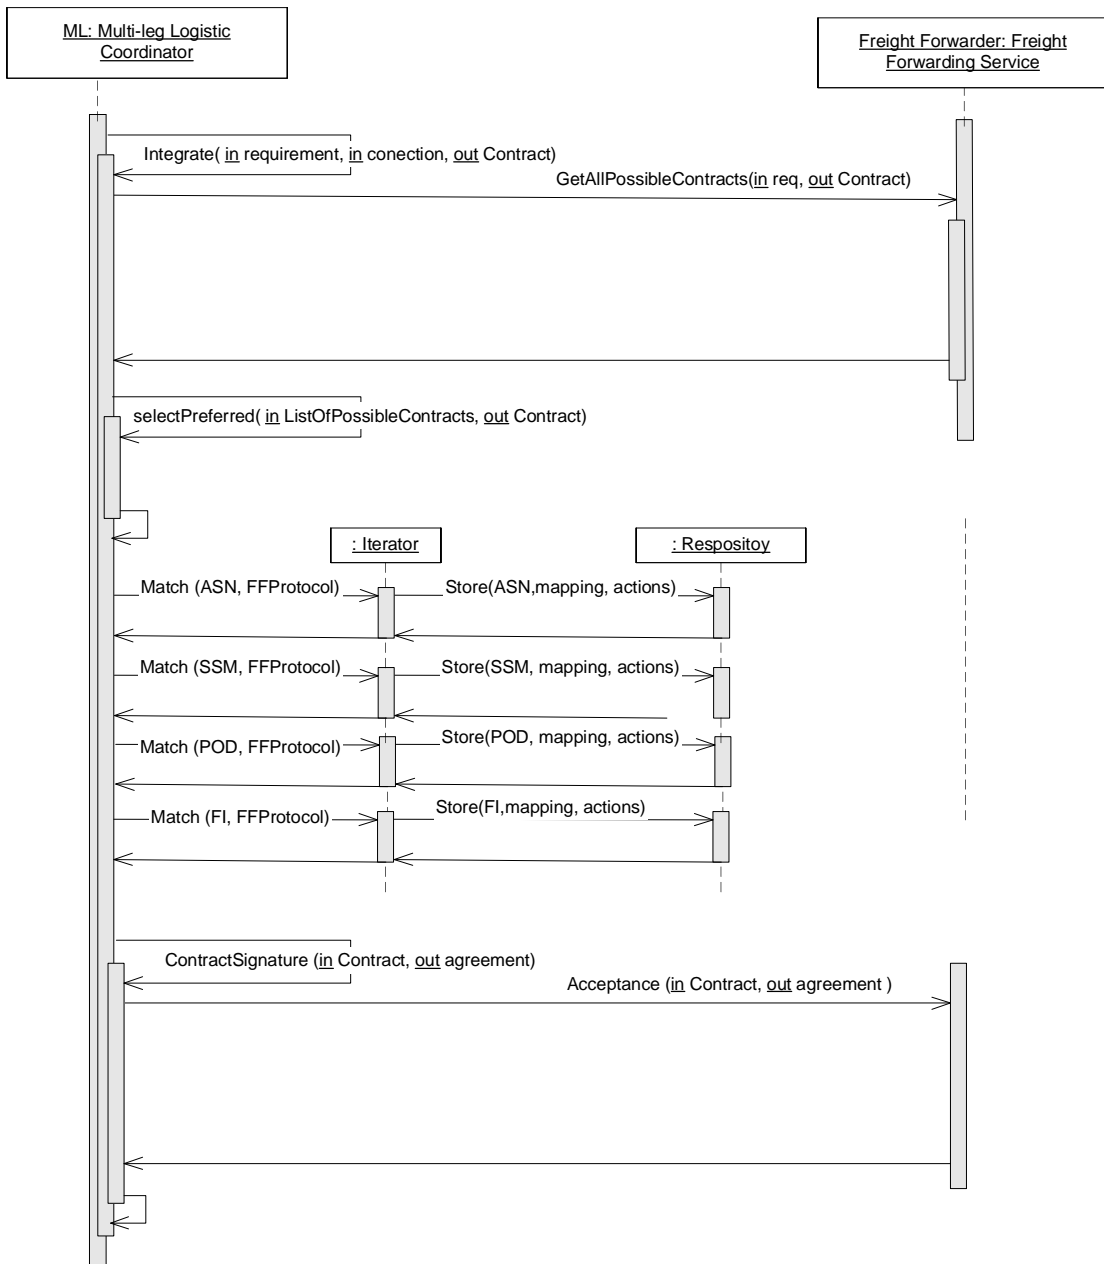 ML: Multi-leg Logistic
Coordinator
Freight Forwarder: Freight
Forwarding Service
Integrate( in requirement, in conection, out Contract)
GetAllPossibleContracts(in req, out Contract)
selectPreferred( in ListOfPossibleContracts, out Contract)
: Iterator
: Respositoy
Match (ASN, FFProtocol)
Store(ASN,mapping, actions)
Match (SSM, FFProtocol)
Store(SSM, mapping, actions)
Match (POD, FFProtocol)
Store(POD, mapping, actions)
Match (FI, FFProtocol)
Store(FI,mapping, actions)
ContractSignature (in Contract, out agreement)
Acceptance (in Contract, out agreement )